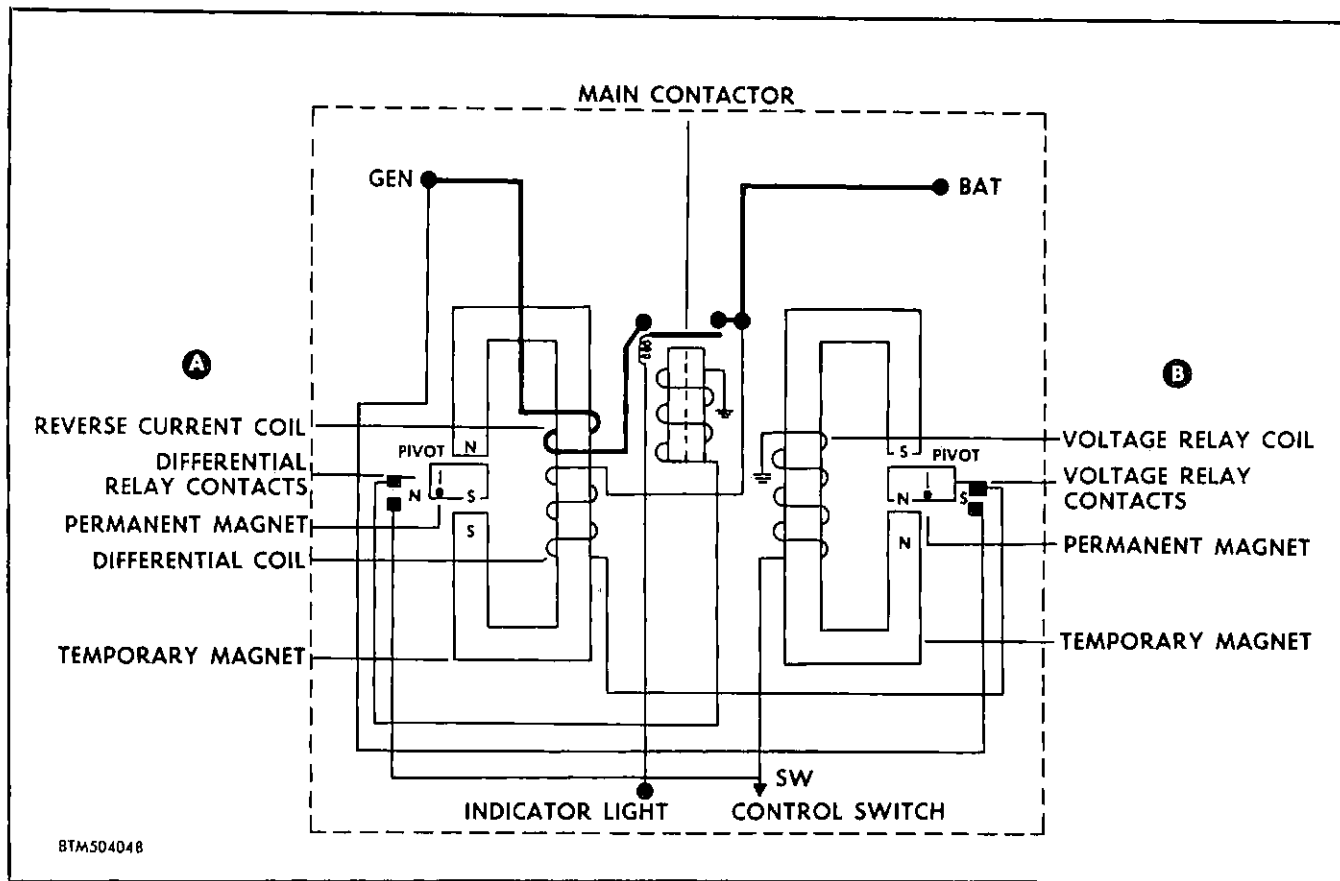 MAIN CONTACTOR
GEN
BAT
A
B
REVERSE CURRENT COIL
DIFFERENTIAL
RELAY CONTACTS
PERMANENT MAGNET
DIFFERENTIAL COIL
TEMPORARY MAGNET
N
PIVOT
N
S
S
S
PIVOT
N
S
N
VOLTAGE RELAY COIL
VOLTAGE RELAY
CONTACTS
PERMANENT MAGNET
TEMPORARY MAGNET
SW
INDICATOR LIGHT
CONTROL SWITCH
BTM504048